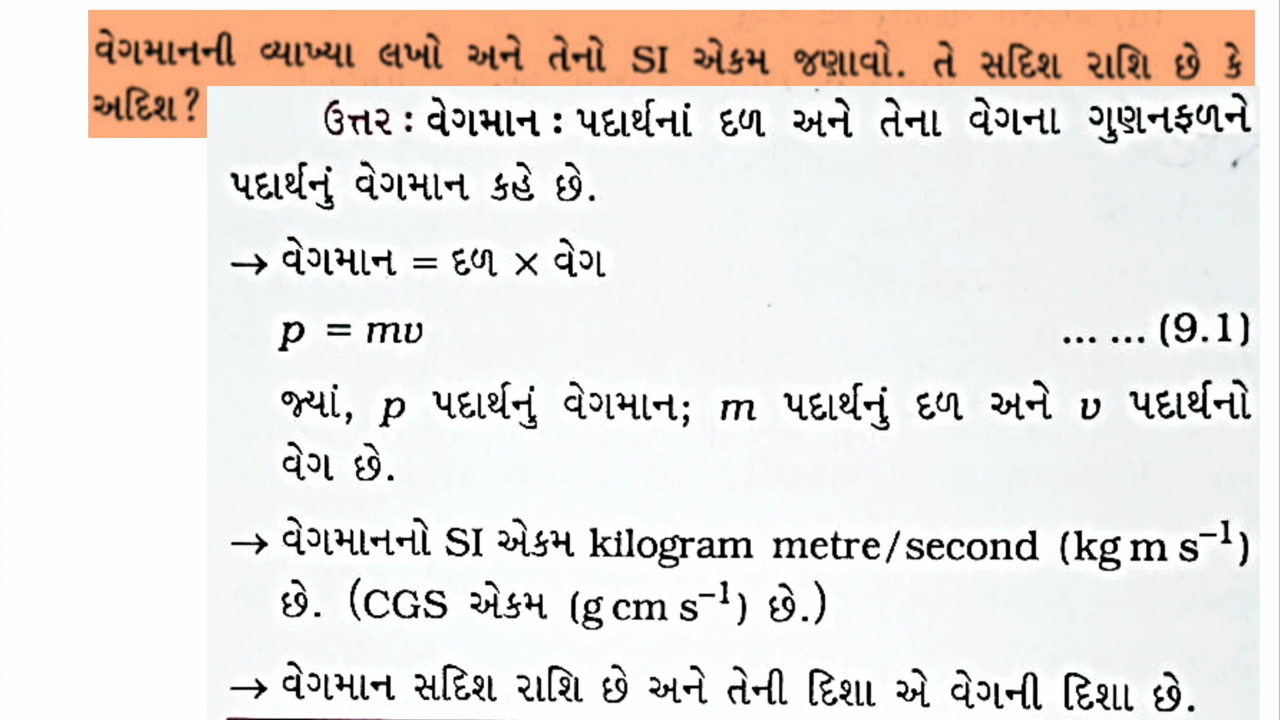 વેગમાનની વ્યાખ્યા લખો અને તેનો SI એકમ જણાવો. તે સદિશ રાશિ છે કે
અદિશ?
ઉત્તર : વેગમાન : પદાર્થનાં દળ અને તેના વેગના ગુણનફળને
પદાર્થનું વેગમાન કહે છે.
→ વેગમાન = દળ × વેગ
p = mv ... ... (9.1)
જ્યાં, p પદાર્થનું વેગમાન; m પદાર્થનું દળ અને v પદાર્થનો
વેગ છે.
→ વેગમાનનો SI એકમ kilogram metre/second (kg m s⁻¹)
છે. (CGS એકમ (g cm s⁻¹) છે.)
→ વેગમાન સદિશ રાશિ છે અને તેની દિશા એ વેગની દિશા છે.